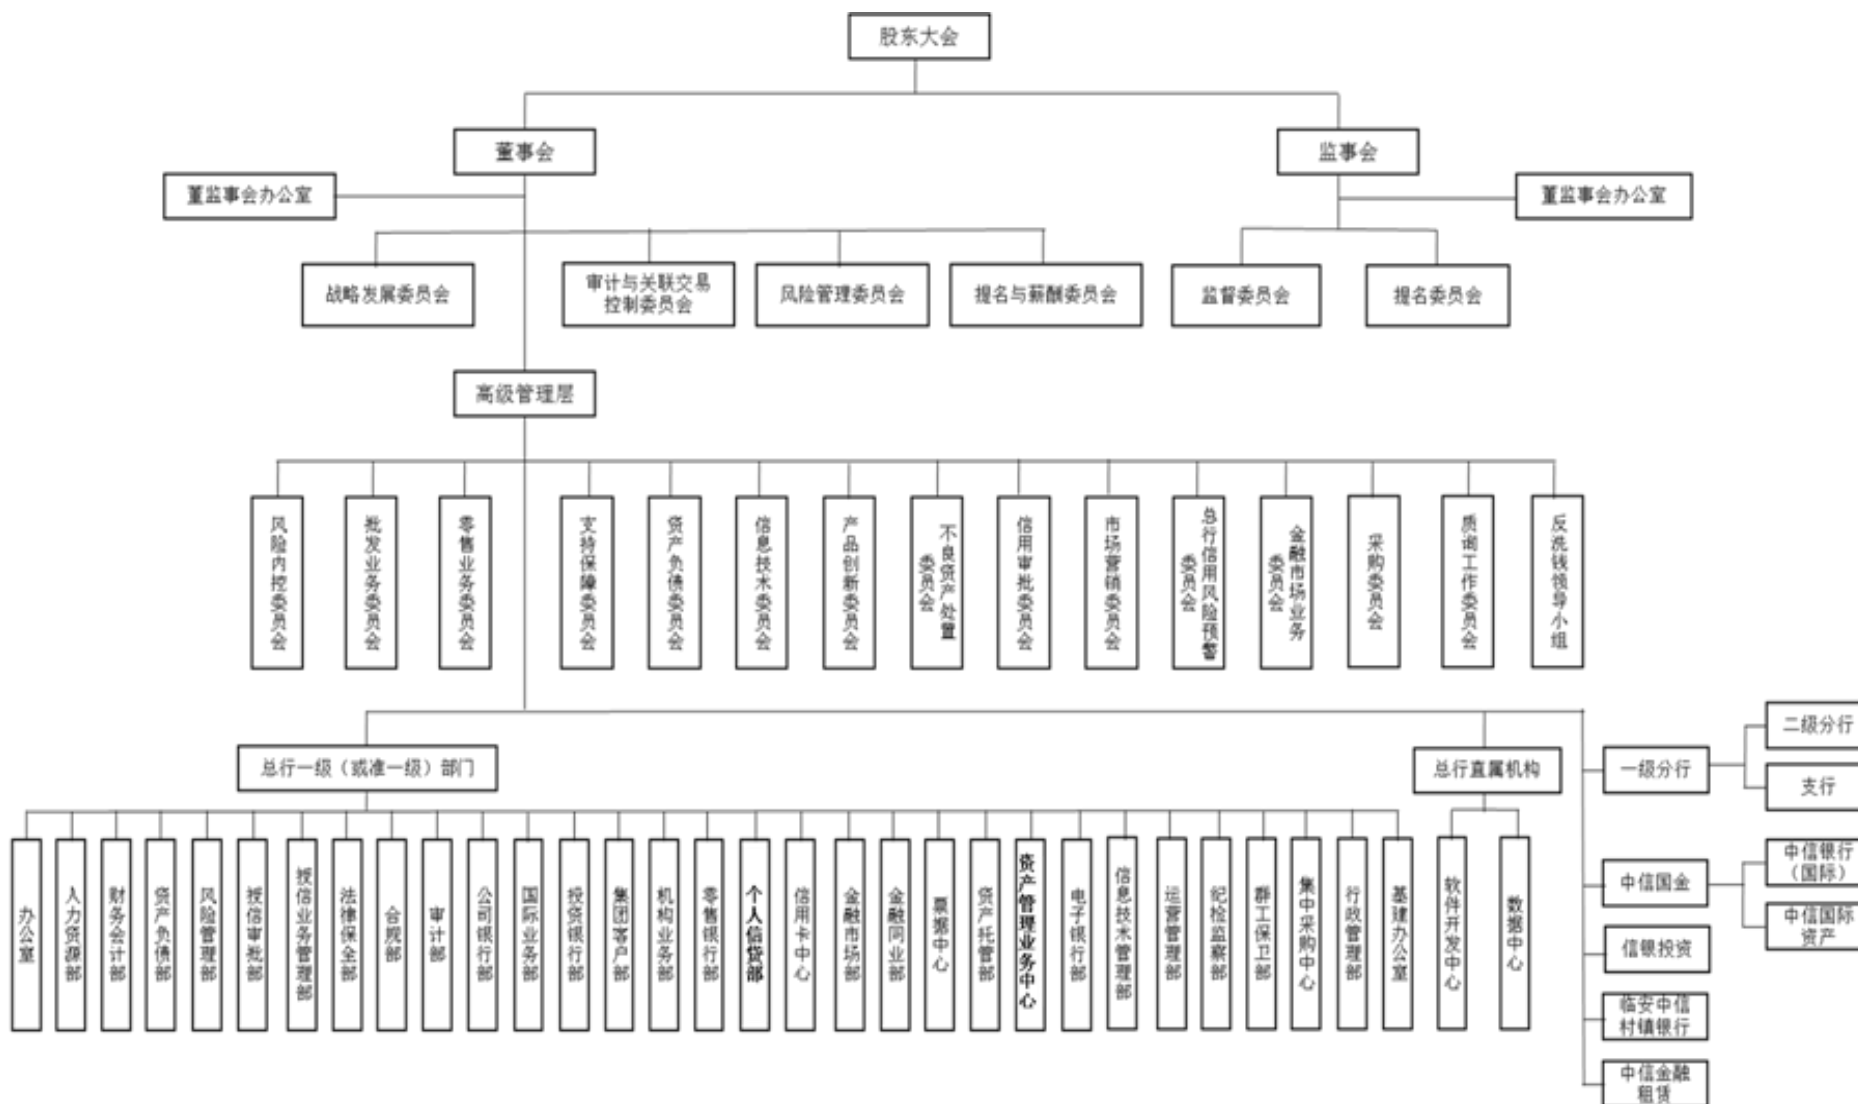 股东大会
董事会
监事会
董监事会办公室
董监事会办公室
战略发展委员会
审计与关联交易
控制委员会
风险管理委员会
提名与薪酬委员会
监督委员会
提名委员会
高级管理层
风险内控委员会
批发业务委员会
零售业务委员会
支持保障委员会
资产负债委员会
信息技术委员会
产品创新委员会
不良资产处置
委员会
信用审批委员会
市场营销委员会
总行信用风险预警
委员会
金融市场业务
委员会
采购委员会
质询工作委员会
反洗钱领导小组
总行一级（或准一级）部门
总行直属机构
一级分行
二级分行
支行
办公室
人力资源部
财务会计部
资产负债部
风险管理部
授信审批部
授信业务管理部
法律保全部
合规部
审计部
公司银行部
国际业务部
投资银行部
集团客户部
机构业务部
零售银行部
个人信贷部
信用卡中心
金融市场部
金融同业部
票据中心
资产托管部
资产管理业务中心
电子银行部
信息技术管理部
运营管理部
纪检监察部
群工保卫部
集中采购中心
行政管理部
基建办公室
软件开发中心
数据中心
中信国金
中信银行
（国际）
中信国际
资产
信银投资
临安中信
村镇银行
中信金融
租赁